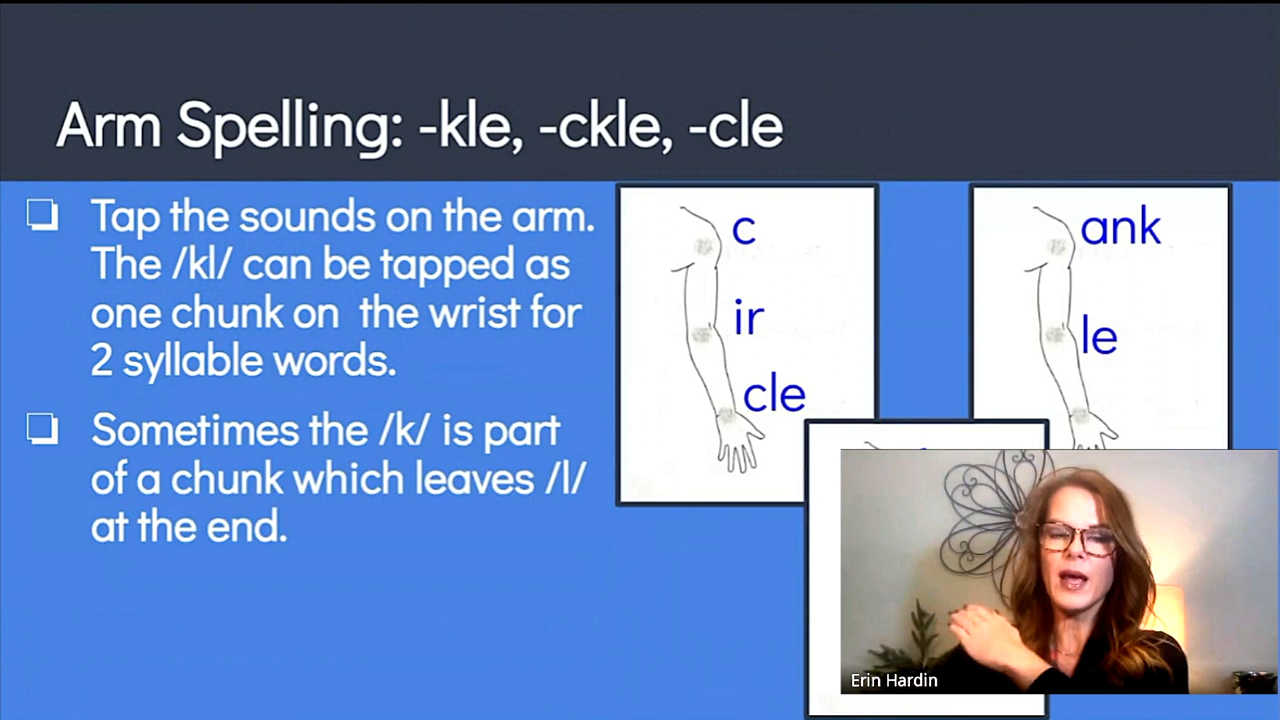 Arm Spelling: -kle, -ckle, -cle
Tap the sounds on the arm.
The /kl/ can be tapped as
one chunk on the wrist for
2 syllable words.
Sometimes the /k/ is part
of a chunk which leaves /l/
at the end.
c
ir
cle
ank
le
Erin Hardin